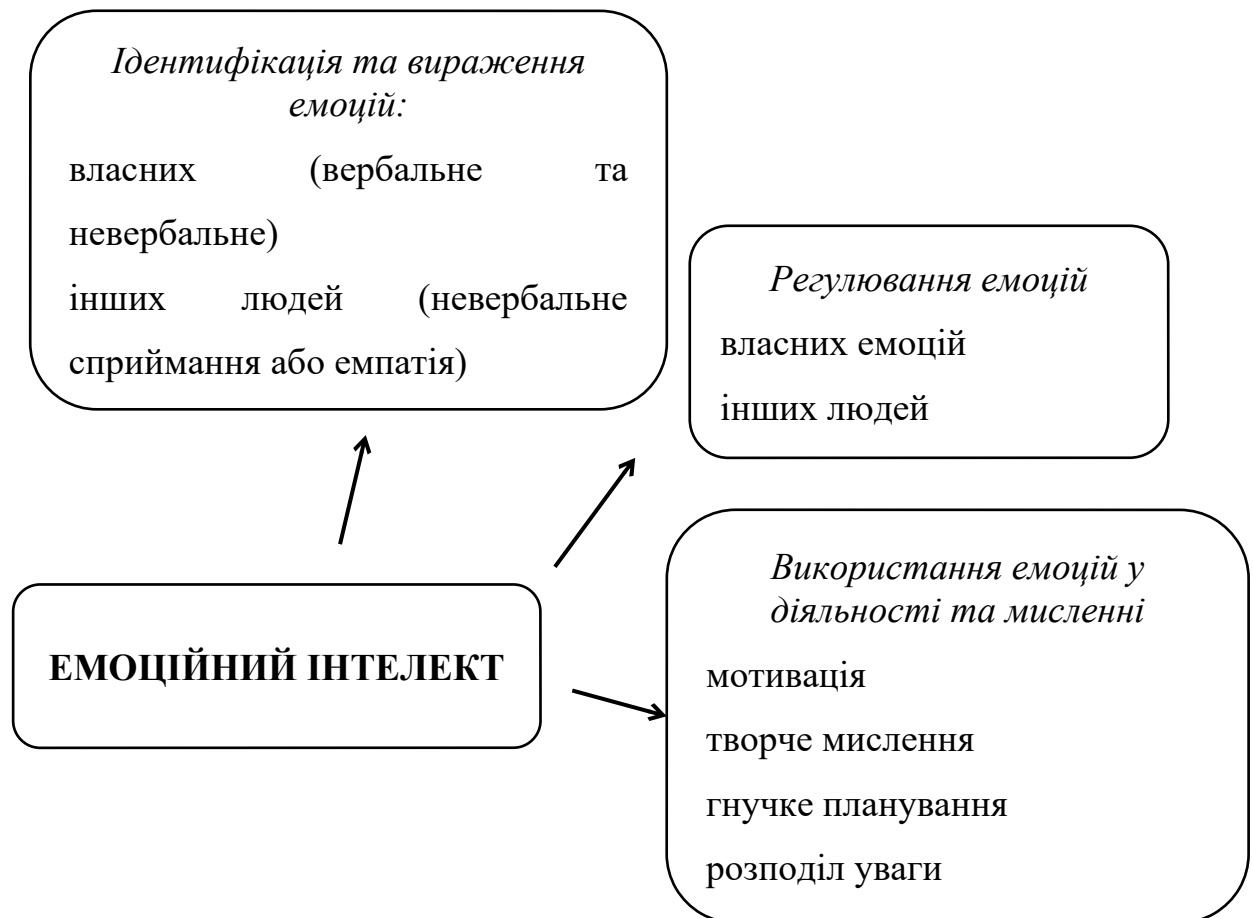 Ідентифікація та вираження
емоцій:
власних (вербальне та
невербальне)
інших людей (невербальне
сприймання або емпатія)
Регулювання емоцій
власних емоцій
інших людей
ЕМОЦІЙНИЙ ІНТЕЛЕКТ
Використання емоцій у
діяльності та мисленні
мотивація
творче мислення
гнучке планування
розподіл уваги